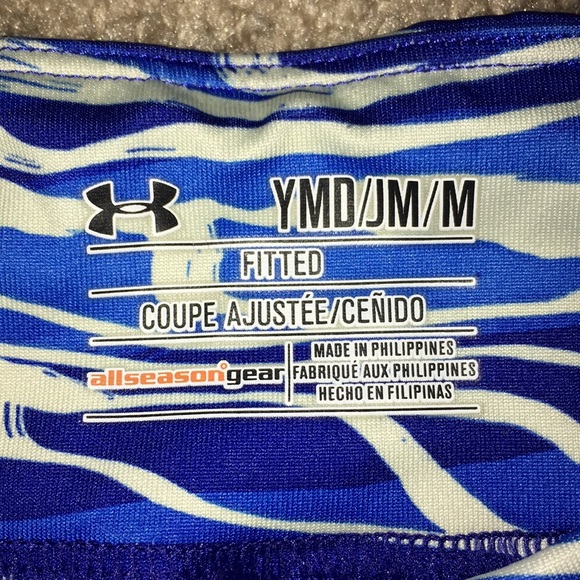 YMD/JM/M
FITTED
COUPE AJUSTÉE/CEÑIDO
allseasongear
MADE IN PHILIPPINES
FABRIQUÉ AUX PHILIPPINES
HECHO EN FILIPINAS